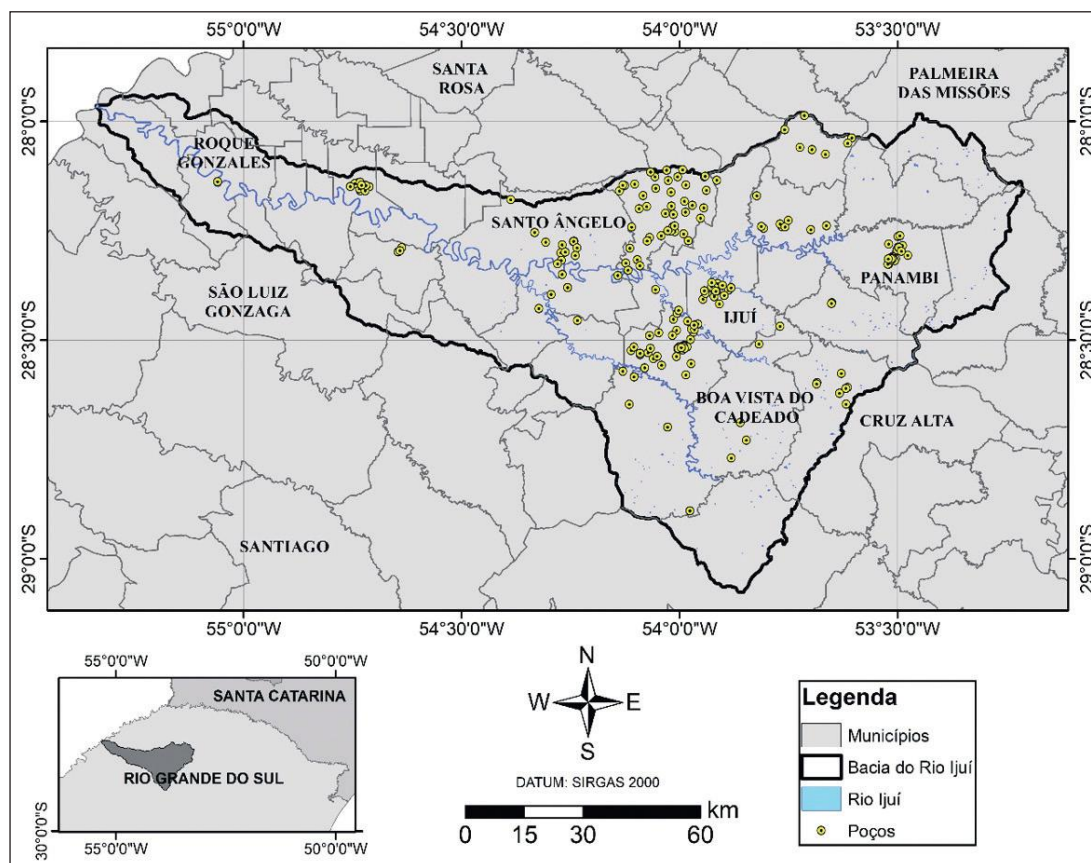 55°0'0"W
54°30'0"W
54°0'0"W
53°30'0"W
SANTA
ROSA
PALMEIRA
DAS MISSÕES
28°0'0"S
28°0'0"S
ROQUE
GONZALES
SANTO ÂNGELO
PANAMBI
SÃO LUIZ
GONZAGA
IJUÍ
28°30'0"S
28°30'0"S
BOA VISTA DO
CADEADO
CRUZ ALTA
SANTIAGO
29°0'0"S
29°0'0"S
55°0'0"W
54°30'0"W
54°0'0"W
53°30'0"W
55°0'0"W
50°0'0"W
SANTA CATARINA
RIO GRANDE DO SUL
30°0'0"S
55°0'0"W
50°0'0"W
N
W
E
S
DATUM: SIRGAS 2000
km
0 15 30 60
Legenda
Municípios
Bacia do Rio Ijuí
Rio Ijuí
Poços